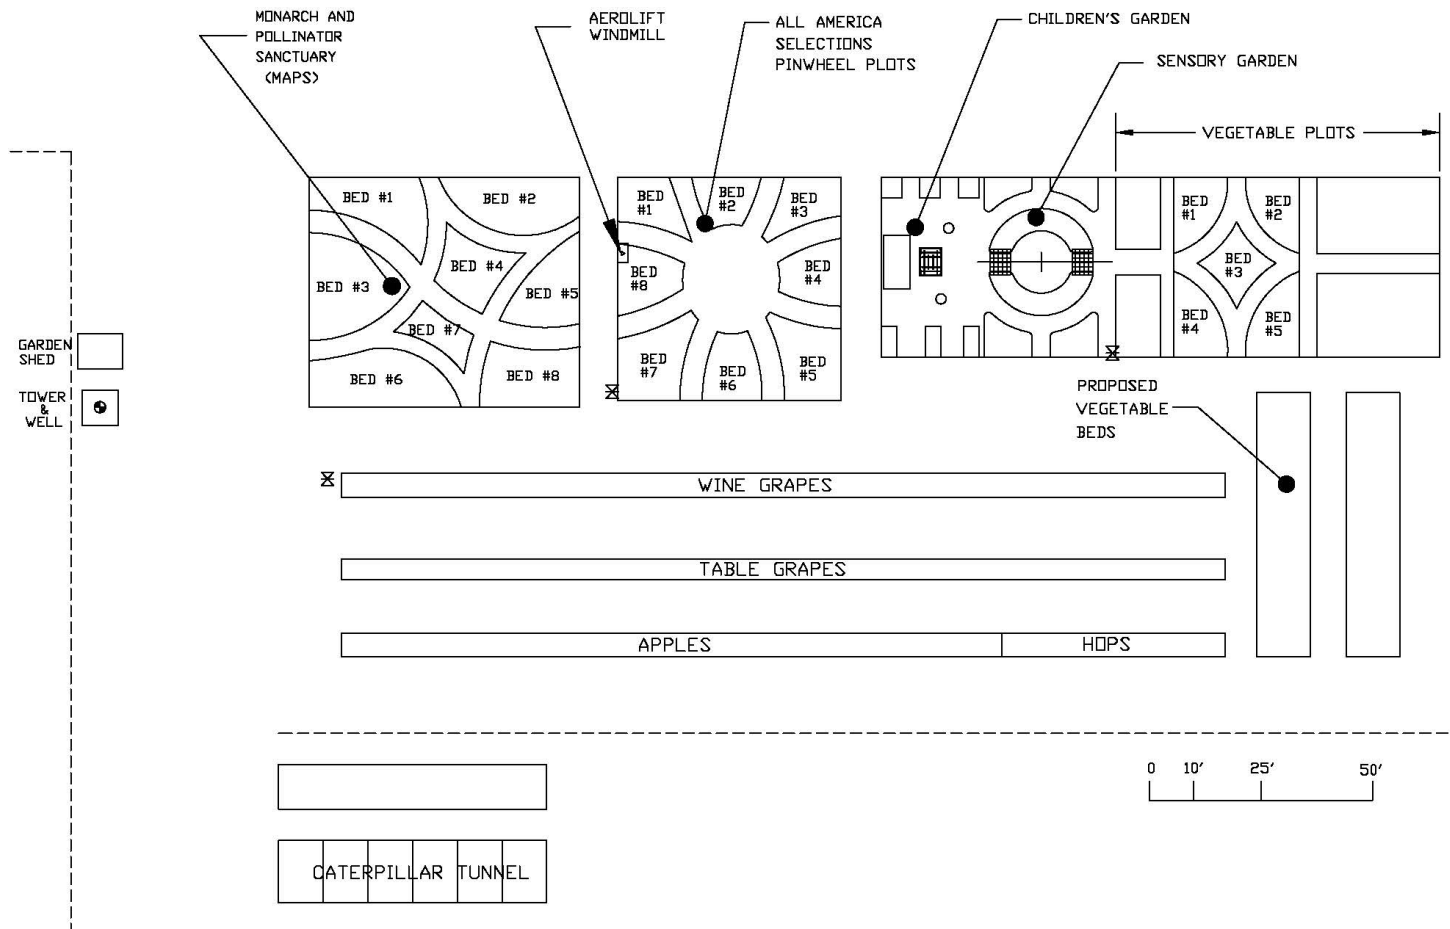 MONARCH AND
POLLINATOR
SANCTUARY
(MAPS)
AEROLIFT
WINDMILL
ALL AMERICA
SELECTIONS
PINWHEEL PLOTS
CHILDREN'S GARDEN
SENSORY GARDEN
VEGETABLE PLOTS
BED #1
BED #2
BED #3
BED #4
BED #5
BED #7
BED #6
BED #8
BED
#1
BED
#2
BED
#3
BED
#8
BED
#4
BED
#7
BED
#6
BED
#5
BED
#1
BED
#2
BED
#3
BED
#4
BED
#5
GARDEN
SHED
TOWER
&
WELL
PROPOSED
VEGETABLE
BEDS
WINE GRAPES
TABLE GRAPES
APPLES
HOPS
0 10' 25' 50'
CATERPILLAR TUNNEL